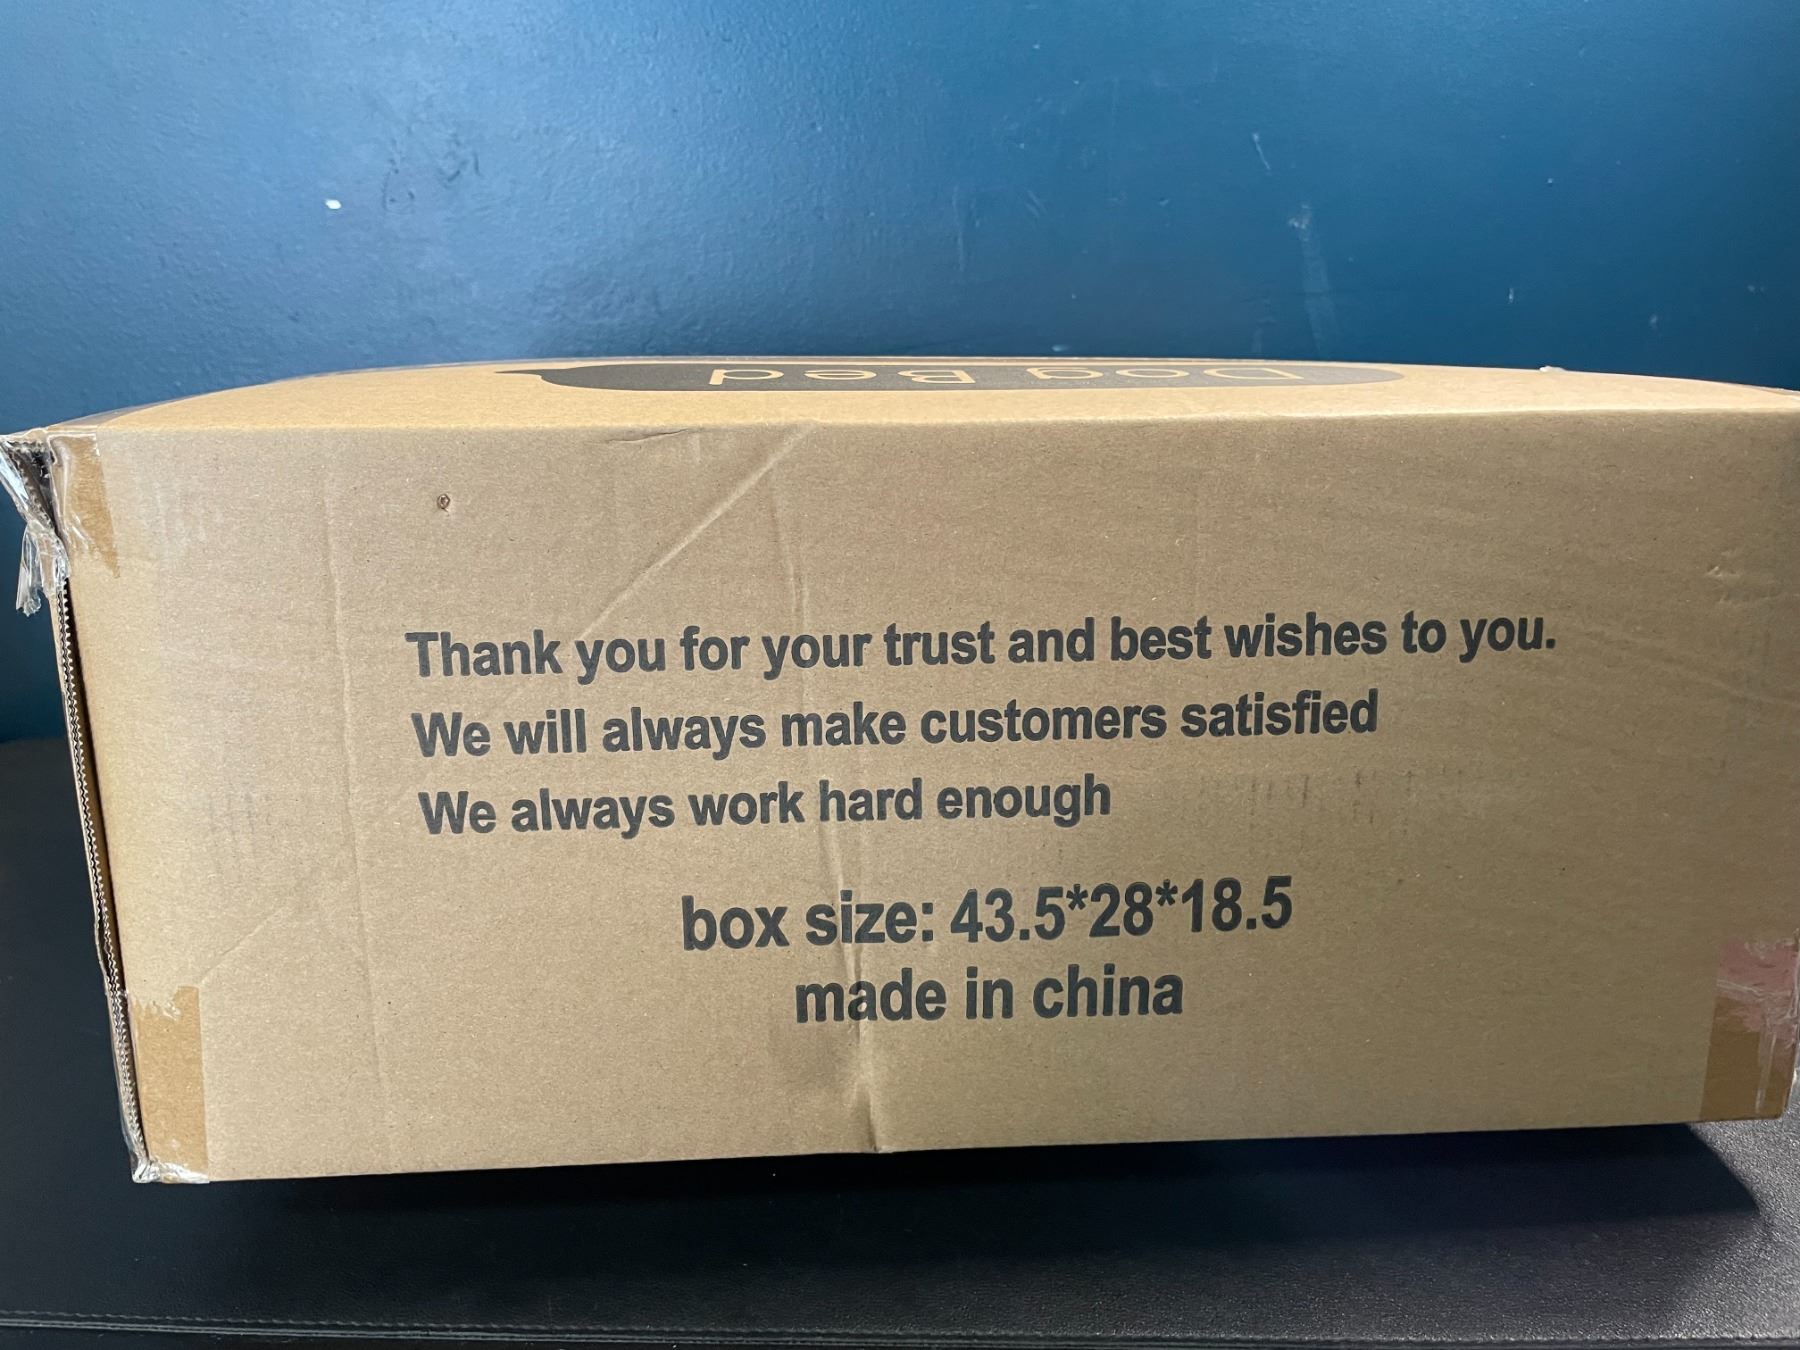 Dog Bed
Thank you for your trust and best wishes to you.
We will always make customers satisfied
We always work hard enough
box size: 43.5*28*18.5
made in china